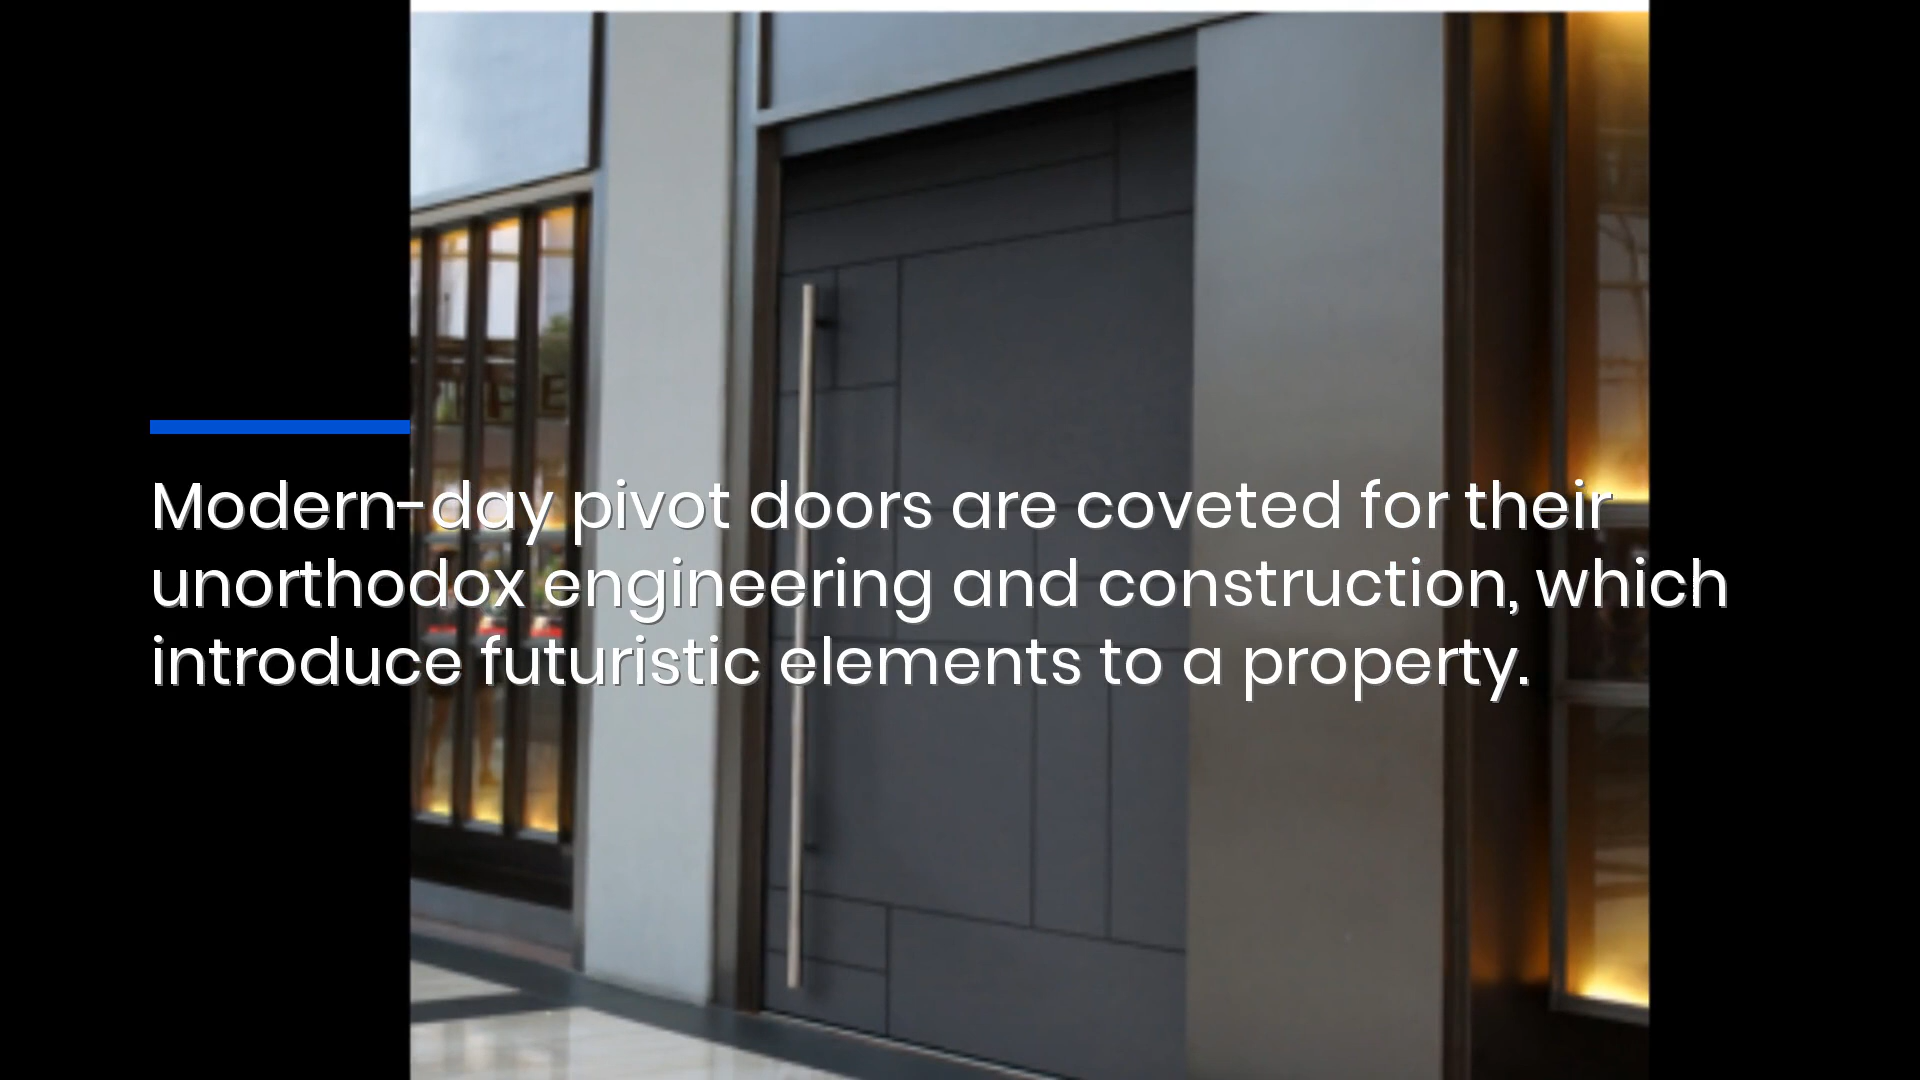 Modern-day pivot doors are coveted for their
unorthodox engineering and construction, which
introduce futuristic elements to a property.